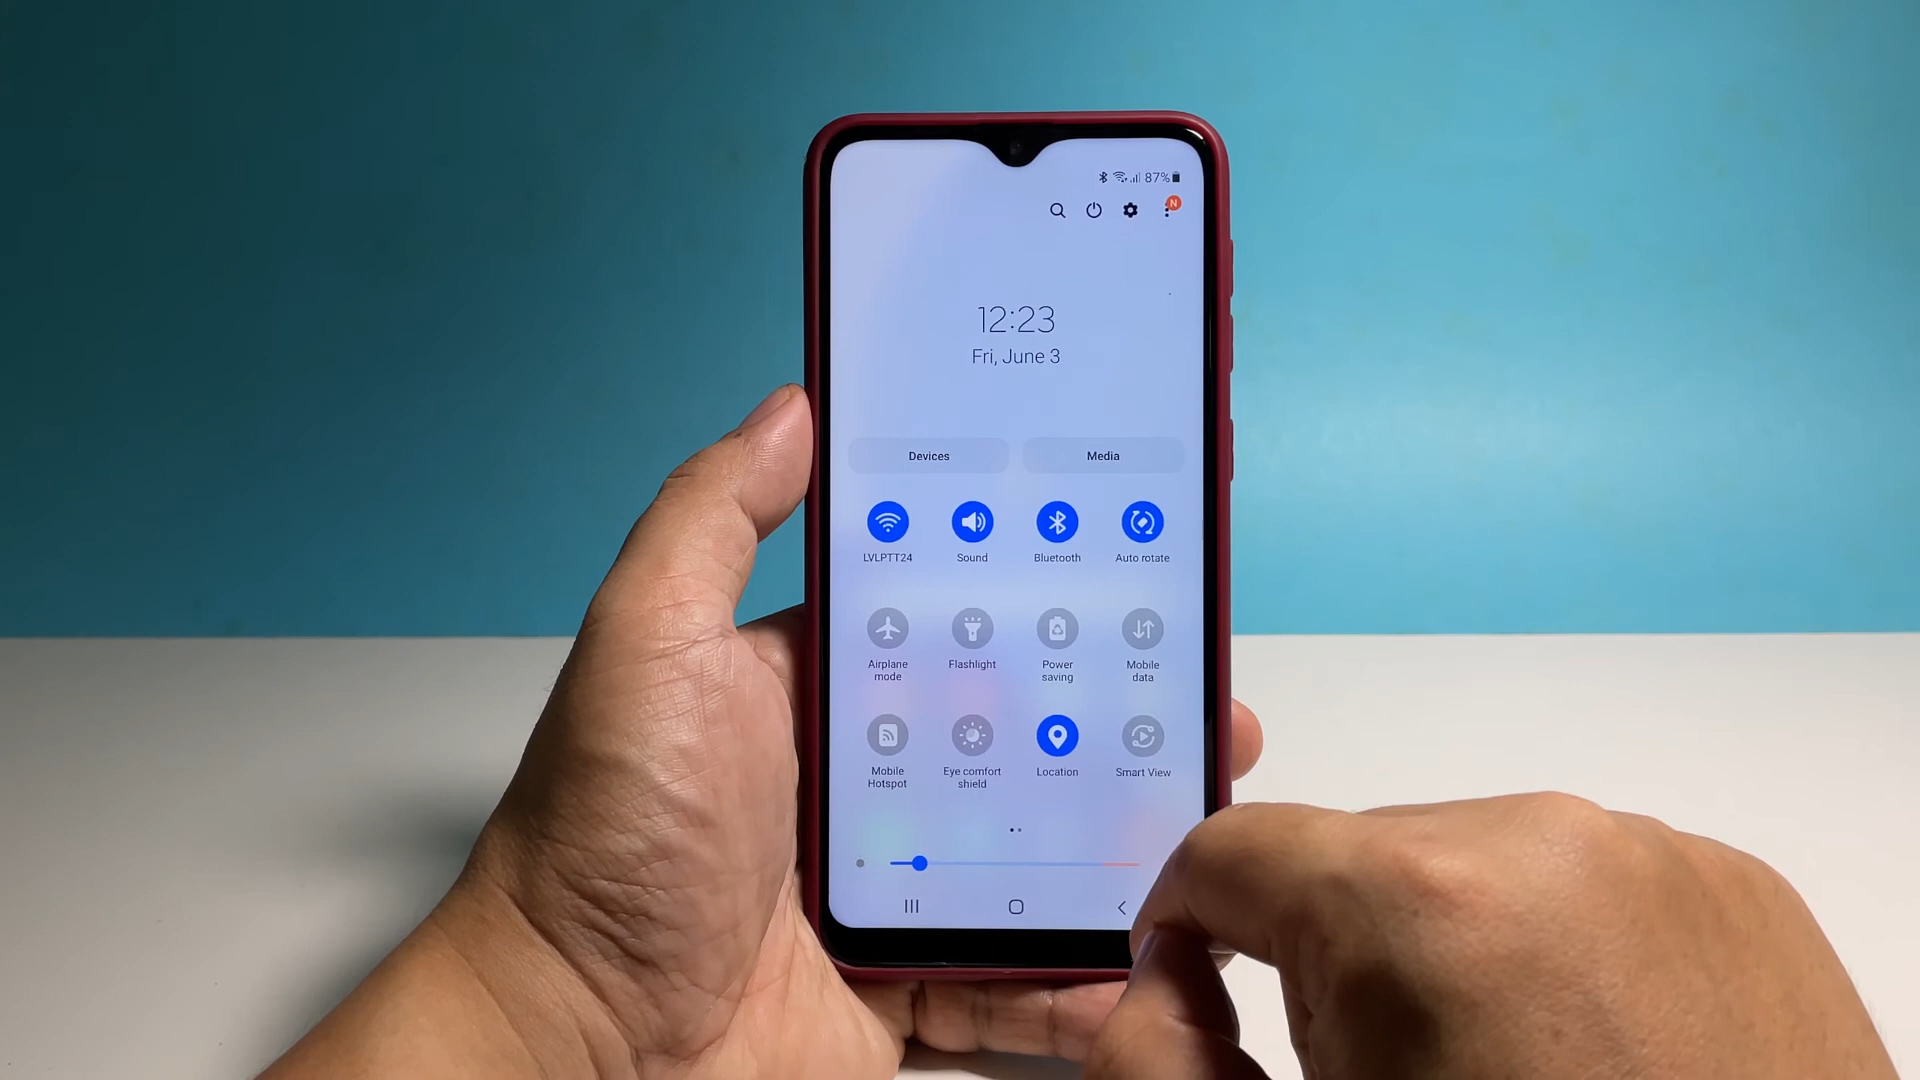 87%
N
12:23
Fri, June 3
Devices Media
LVLPTT24 Sound Bluetooth Auto rotate
Airplane mode Flashlight Power saving Mobile data
Mobile Hotspot Eye comfort shield Location Smart View